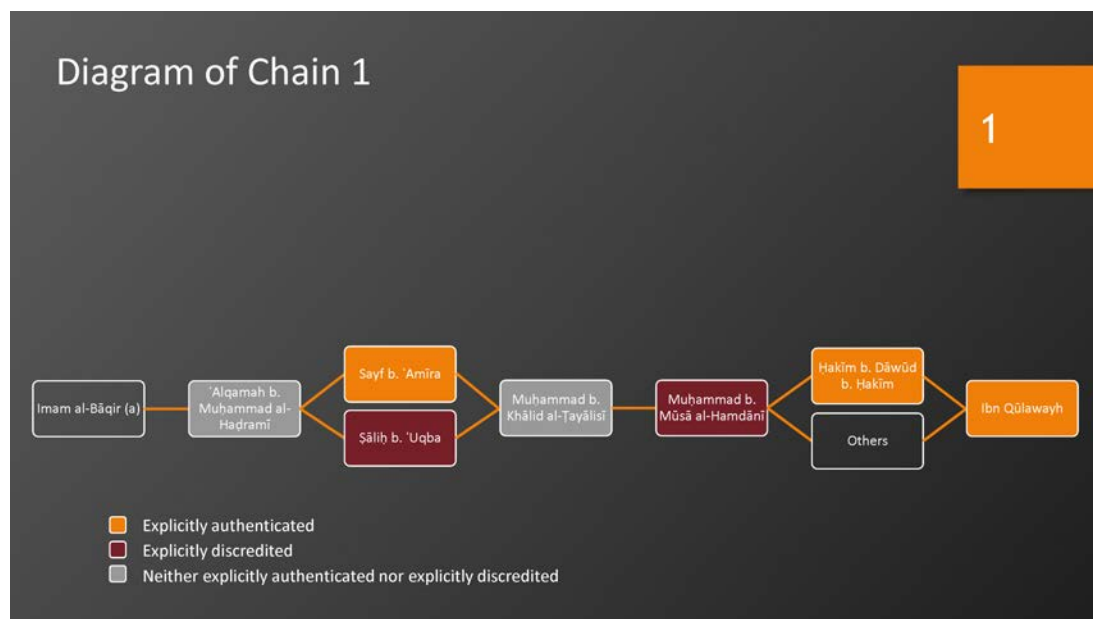 Diagram of Chain 1
1
Imam al-Bāqir (a)
ʿAlqamah b.
Muḥammad al-
Haḍramī
Sayf b. ʿAmīra
Ṣāliḥ b. ʿUqba
Muḥammad b.
Khālid al-Ṭayālisī
Muḥammad b.
Mūsā al-Hamdānī
Ḥakīm b. Dāwūd
b. Ḥakīm
Others
Ibn Qūlawayh
Explicitly authenticated
Explicitly discredited
Neither explicitly authenticated nor explicitly discredited